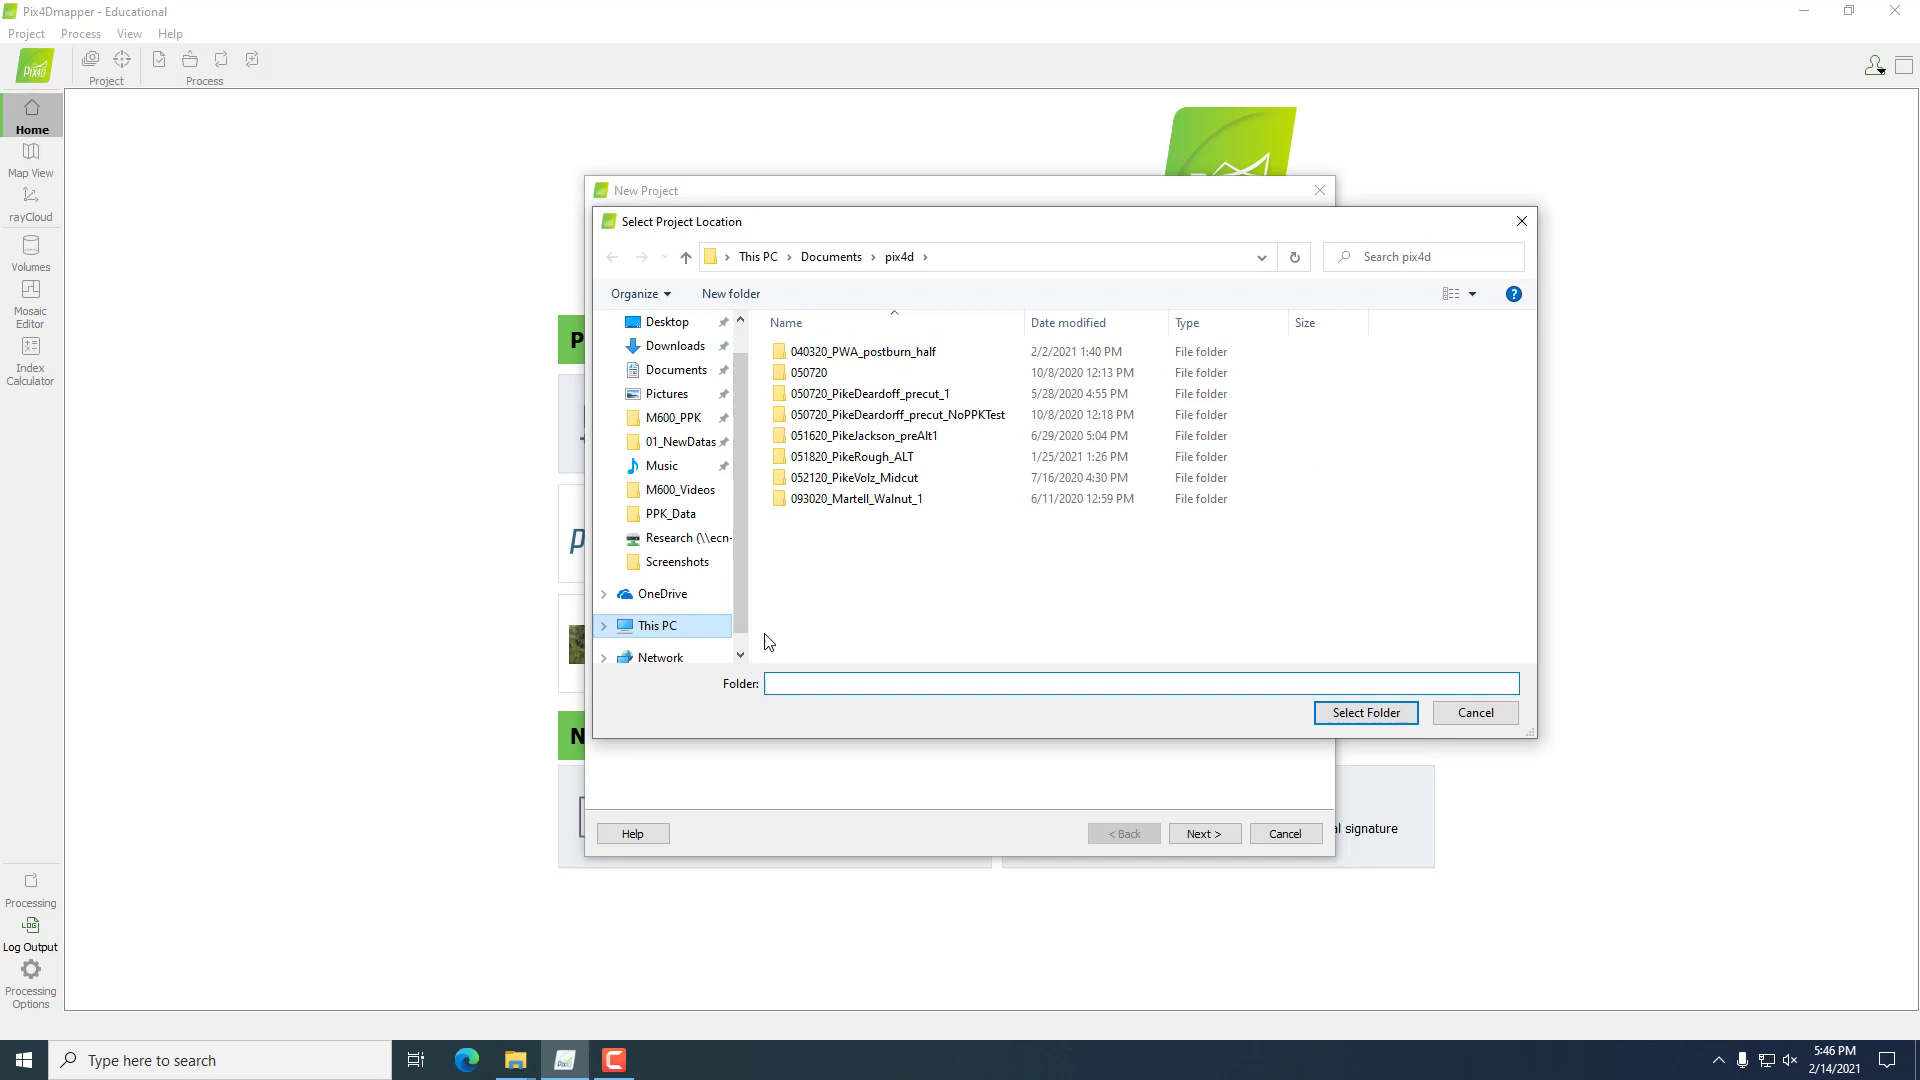 Pix4Dmapper - Educational
Project Process View Help
Pix4D
Project
Process
Home
Map View
rayCloud
Volumes
Mosaic
Editor
Index
Calculator
Processing
Log Output
Processing
Options
New Project
Select Project Location
This PC > Documents > pix4d >
Search pix4d
Organize
New folder
Desktop
Downloads
Documents
Pictures
M600_PPK
01_NewDatas
Music
M600_Videos
PPK_Data
Research (\\ecn-
Screenshots
OneDrive
This PC
Network
Name Date modified Type Size
040320_PWA_postburn_half 2/2/2021 1:40 PM File folder
050720 10/8/2020 12:13 PM File folder
050720_PikeDeardoff_precut_1 5/28/2020 4:55 PM File folder
050720_PikeDeardorff_precut_NoPPKTest 10/8/2020 12:18 PM File folder
051620_PikeJackson_preAlt1 6/29/2020 5:04 PM File folder
051820_PikeRough_ALT 1/25/2021 1:26 PM File folder
052120_PikeVolz_Midcut 7/16/2020 4:30 PM File folder
093020_Martell_Walnut_1 6/11/2020 12:59 PM File folder
Folder:
Select Folder
Cancel
P
p
N
al signature
Help
< Back
Next >
Cancel
Type here to search
5:46 PM
2/14/2021